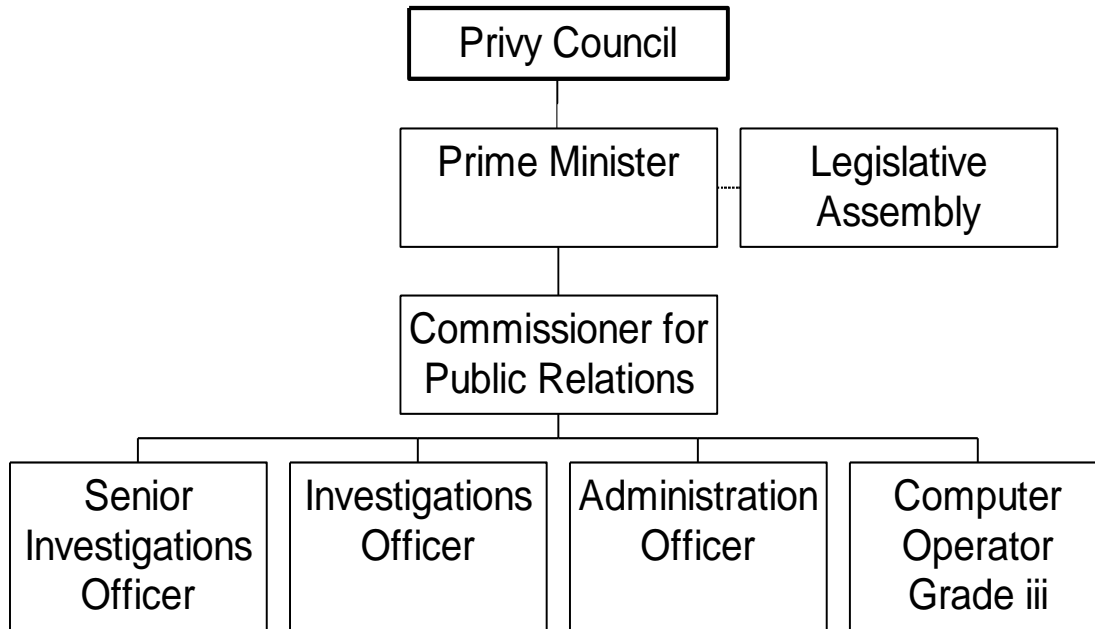 Privy Council
Prime Minister
Legislative
Assembly
Commissioner for
Public Relations
Senior
Investigations
Officer
Investigations
Officer
Administration
Officer
Computer
Operator
Grade iii